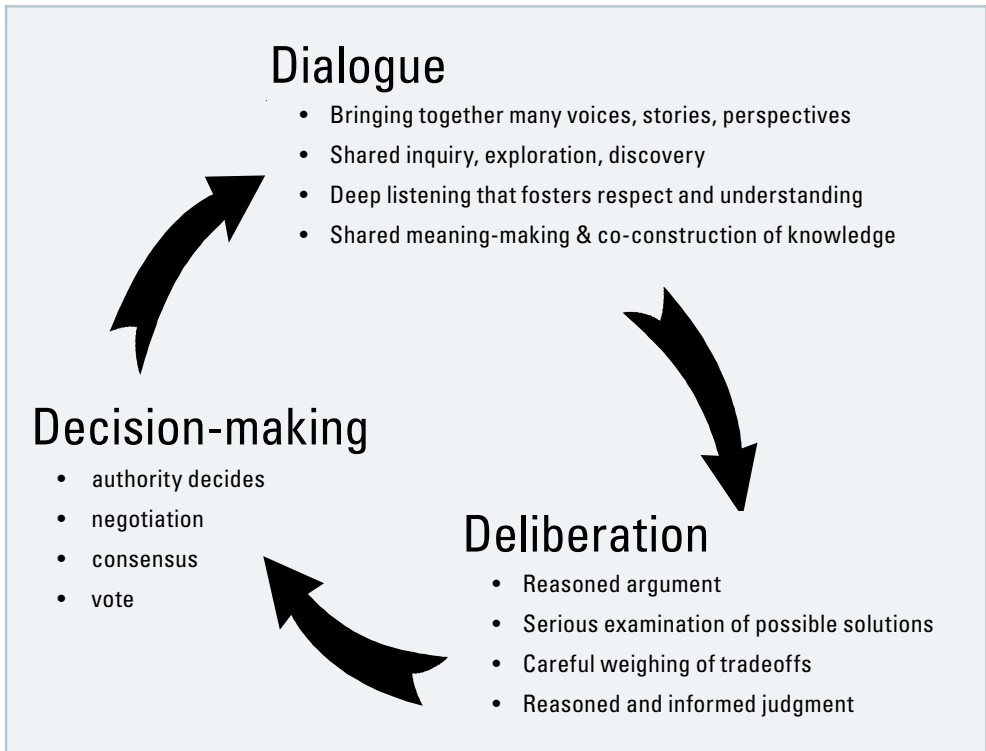 Dialogue
• Bringing together many voices, stories, perspectives
• Shared inquiry, exploration, discovery
• Deep listening that fosters respect and understanding
• Shared meaning-making & co-construction of knowledge
Decision-making
• authority decides
• negotiation
• consensus
• vote
Deliberation
• Reasoned argument
• Serious examination of possible solutions
• Careful weighing of tradeoffs
• Reasoned and informed judgment